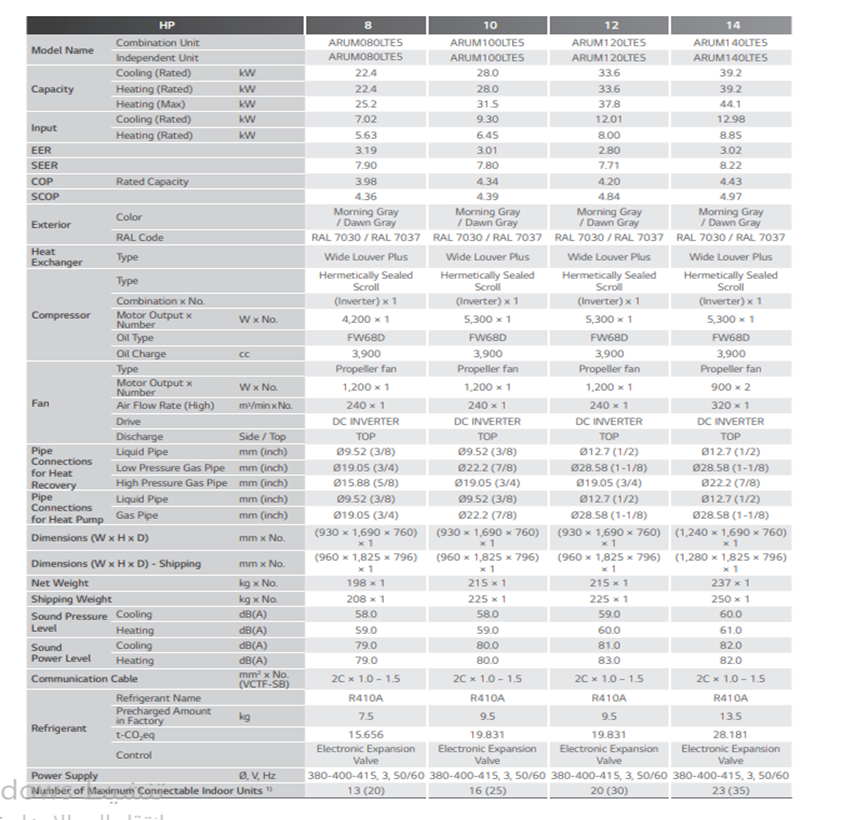 HP 8 10 12 14
Model Name Combination Unit ARUM080LTE5 ARUM100LTE5 ARUM120LTE5 ARUM140LTE5
Independent Unit ARUM080LTE5 ARUM100LTE5 ARUM120LTE5 ARUM140LTE5
Capacity Cooling (Rated) kW 22.4 28.0 33.6 39.2
Heating (Rated) kW 22.4 28.0 33.6 39.2
Heating (Max) kW 25.2 31.5 37.8 44.1
Input Cooling (Rated) kW 7.02 9.30 12.01 12.98
Heating (Rated) kW 5.63 6.45 8.00 8.85
EER 3.19 3.01 2.80 3.02
SEER 7.90 7.80 7.71 8.22
COP Rated Capacity 3.98 4.34 4.20 4.43
SCOP 4.36 4.39 4.84 4.97
Exterior Color Morning Gray / Dawn Gray Morning Gray / Dawn Gray Morning Gray / Dawn Gray Morning Gray / Dawn Gray
RAL Code RAL 7030 / RAL 7037 RAL 7030 / RAL 7037 RAL 7030 / RAL 7037 RAL 7030 / RAL 7037
Heat Exchanger Type Wide Louver Plus Wide Louver Plus Wide Louver Plus Wide Louver Plus
Compressor Type Hermetically Sealed Scroll Hermetically Sealed Scroll Hermetically Sealed Scroll Hermetically Sealed Scroll
Combination x No. (Inverter) × 1 (Inverter) × 1 (Inverter) × 1 (Inverter) × 1
Motor Output x Number W x No. 4,200 × 1 5,300 × 1 5,300 × 1 5,300 × 1
Oil Type FW68D FW68D FW68D FW68D
Oil Charge cc 3,900 3,900 3,900 3,900
Fan Type Propeller fan Propeller fan Propeller fan Propeller fan
Motor Output x Number W x No. 1,200 × 1 1,200 × 1 1,200 × 1 900 × 2
Air Flow Rate (High) m³/min x No. 240 × 1 240 × 1 240 × 1 320 × 1
Drive DC INVERTER DC INVERTER DC INVERTER DC INVERTER
Discharge Side / Top TOP TOP TOP TOP
Pipe Connections for Heat Recovery Liquid Pipe mm (inch) Ø9.52 (3/8) Ø9.52 (3/8) Ø12.7 (1/2) Ø12.7 (1/2)
Low Pressure Gas Pipe mm (inch) Ø19.05 (3/4) Ø22.2 (7/8) Ø28.58 (1-1/8) Ø28.58 (1-1/8)
High Pressure Gas Pipe mm (inch) Ø15.88 (5/8) Ø19.05 (3/4) Ø19.05 (3/4) Ø22.2 (7/8)
Pipe Connections for Heat Pump Liquid Pipe mm (inch) Ø9.52 (3/8) Ø9.52 (3/8) Ø12.7 (1/2) Ø12.7 (1/2)
Gas Pipe mm (inch) Ø19.05 (3/4) Ø22.2 (7/8) Ø28.58 (1-1/8) Ø28.58 (1-1/8)
Dimensions (W x H x D) mm x No. (930 × 1,690 × 760) × 1 (930 × 1,690 × 760) × 1 (930 × 1,690 × 760) × 1 (1,240 × 1,690 × 760) × 1
Dimensions (W x H x D) - Shipping mm x No. (960 × 1,825 × 796) × 1 (960 × 1,825 × 796) × 1 (960 × 1,825 × 796) × 1 (1,280 × 1,825 × 796) × 1
Net Weight kg x No. 198 × 1 215 × 1 215 × 1 237 × 1
Shipping Weight kg x No. 208 × 1 225 × 1 225 × 1 250 × 1
Sound Pressure Level Cooling dB(A) 58.0 58.0 59.0 60.0
Heating dB(A) 59.0 59.0 60.0 61.0
Sound Power Level Cooling dB(A) 79.0 80.0 81.0 82.0
Heating dB(A) 79.0 80.0 83.0 82.0
Communication Cable mm² x No. (VCTF-SB) 2C × 1.0 – 1.5 2C × 1.0 – 1.5 2C × 1.0 – 1.5 2C × 1.0 – 1.5
Refrigerant Refrigerant Name R410A R410A R410A R410A
Precharged Amount in Factory kg 7.5 9.5 9.5 13.5
t-CO₂eq 15.656 19.831 19.831 28.181
Control Electronic Expansion Valve Electronic Expansion Valve Electronic Expansion Valve Electronic Expansion Valve
Power Supply Ø, V, Hz 380-400-415, 3, 50/60 380-400-415, 3, 50/60 380-400-415, 3, 50/60 380-400-415, 3, 50/60
Number of Maximum Connectable Indoor Units ¹⁾ 13 (20) 16 (25) 20 (30) 23 (35)